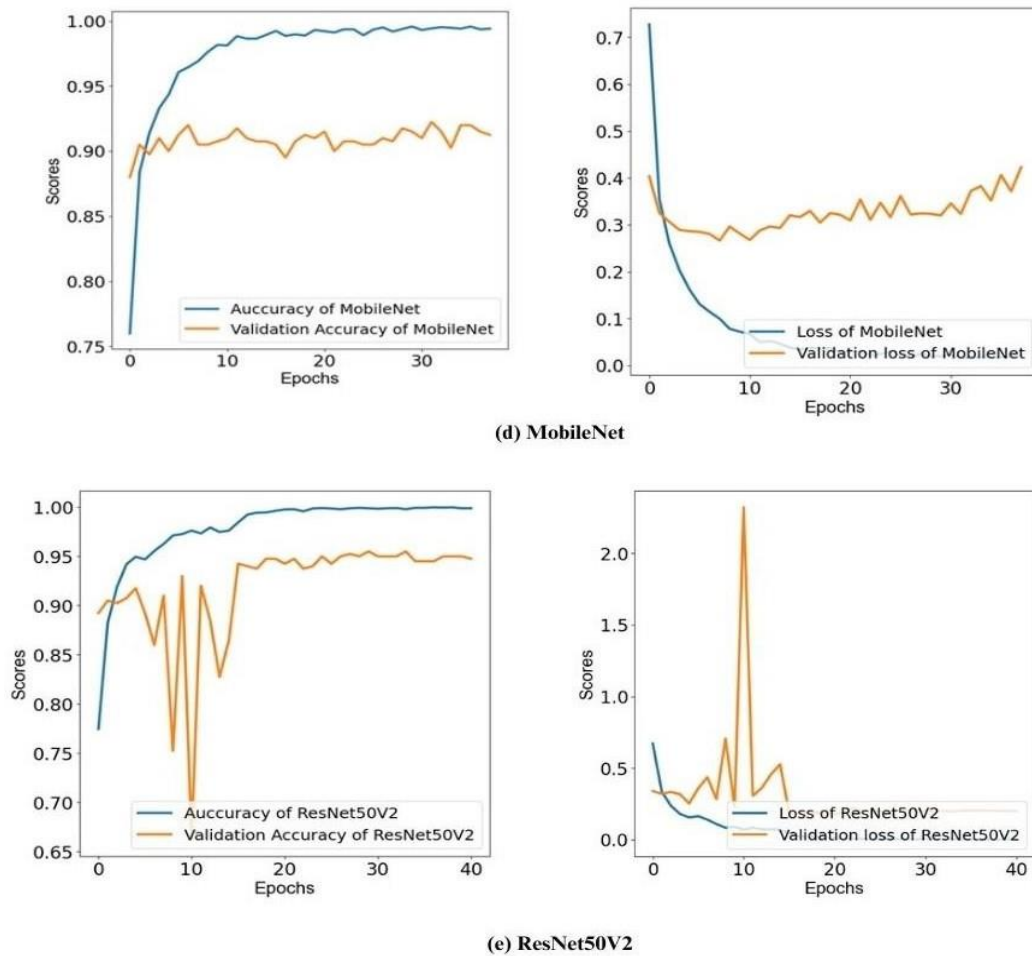 1.00
0.95
0.90
0.85
0.80
0.75
Scores
0 10 20 30
Epochs
Auccuracy of MobileNet
Validation Accuracy of MobileNet
0.7
0.6
0.5
0.4
0.3
0.2
0.1
0.0
Scores
0 10 20 30
Epochs
Loss of MobileNet
Validation loss of MobileNet
(d) MobileNet
1.00
0.95
0.90
0.85
0.80
0.75
0.70
0.65
Scores
0 10 20 30 40
Epochs
Auccuracy of ResNet50V2
Validation Accuracy of ResNet50V2
2.0
1.5
1.0
0.5
0.0
Scores
0 10 20 30 40
Epochs
Loss of ResNet50V2
Validation loss of ResNet50V2
(e) ResNet50V2